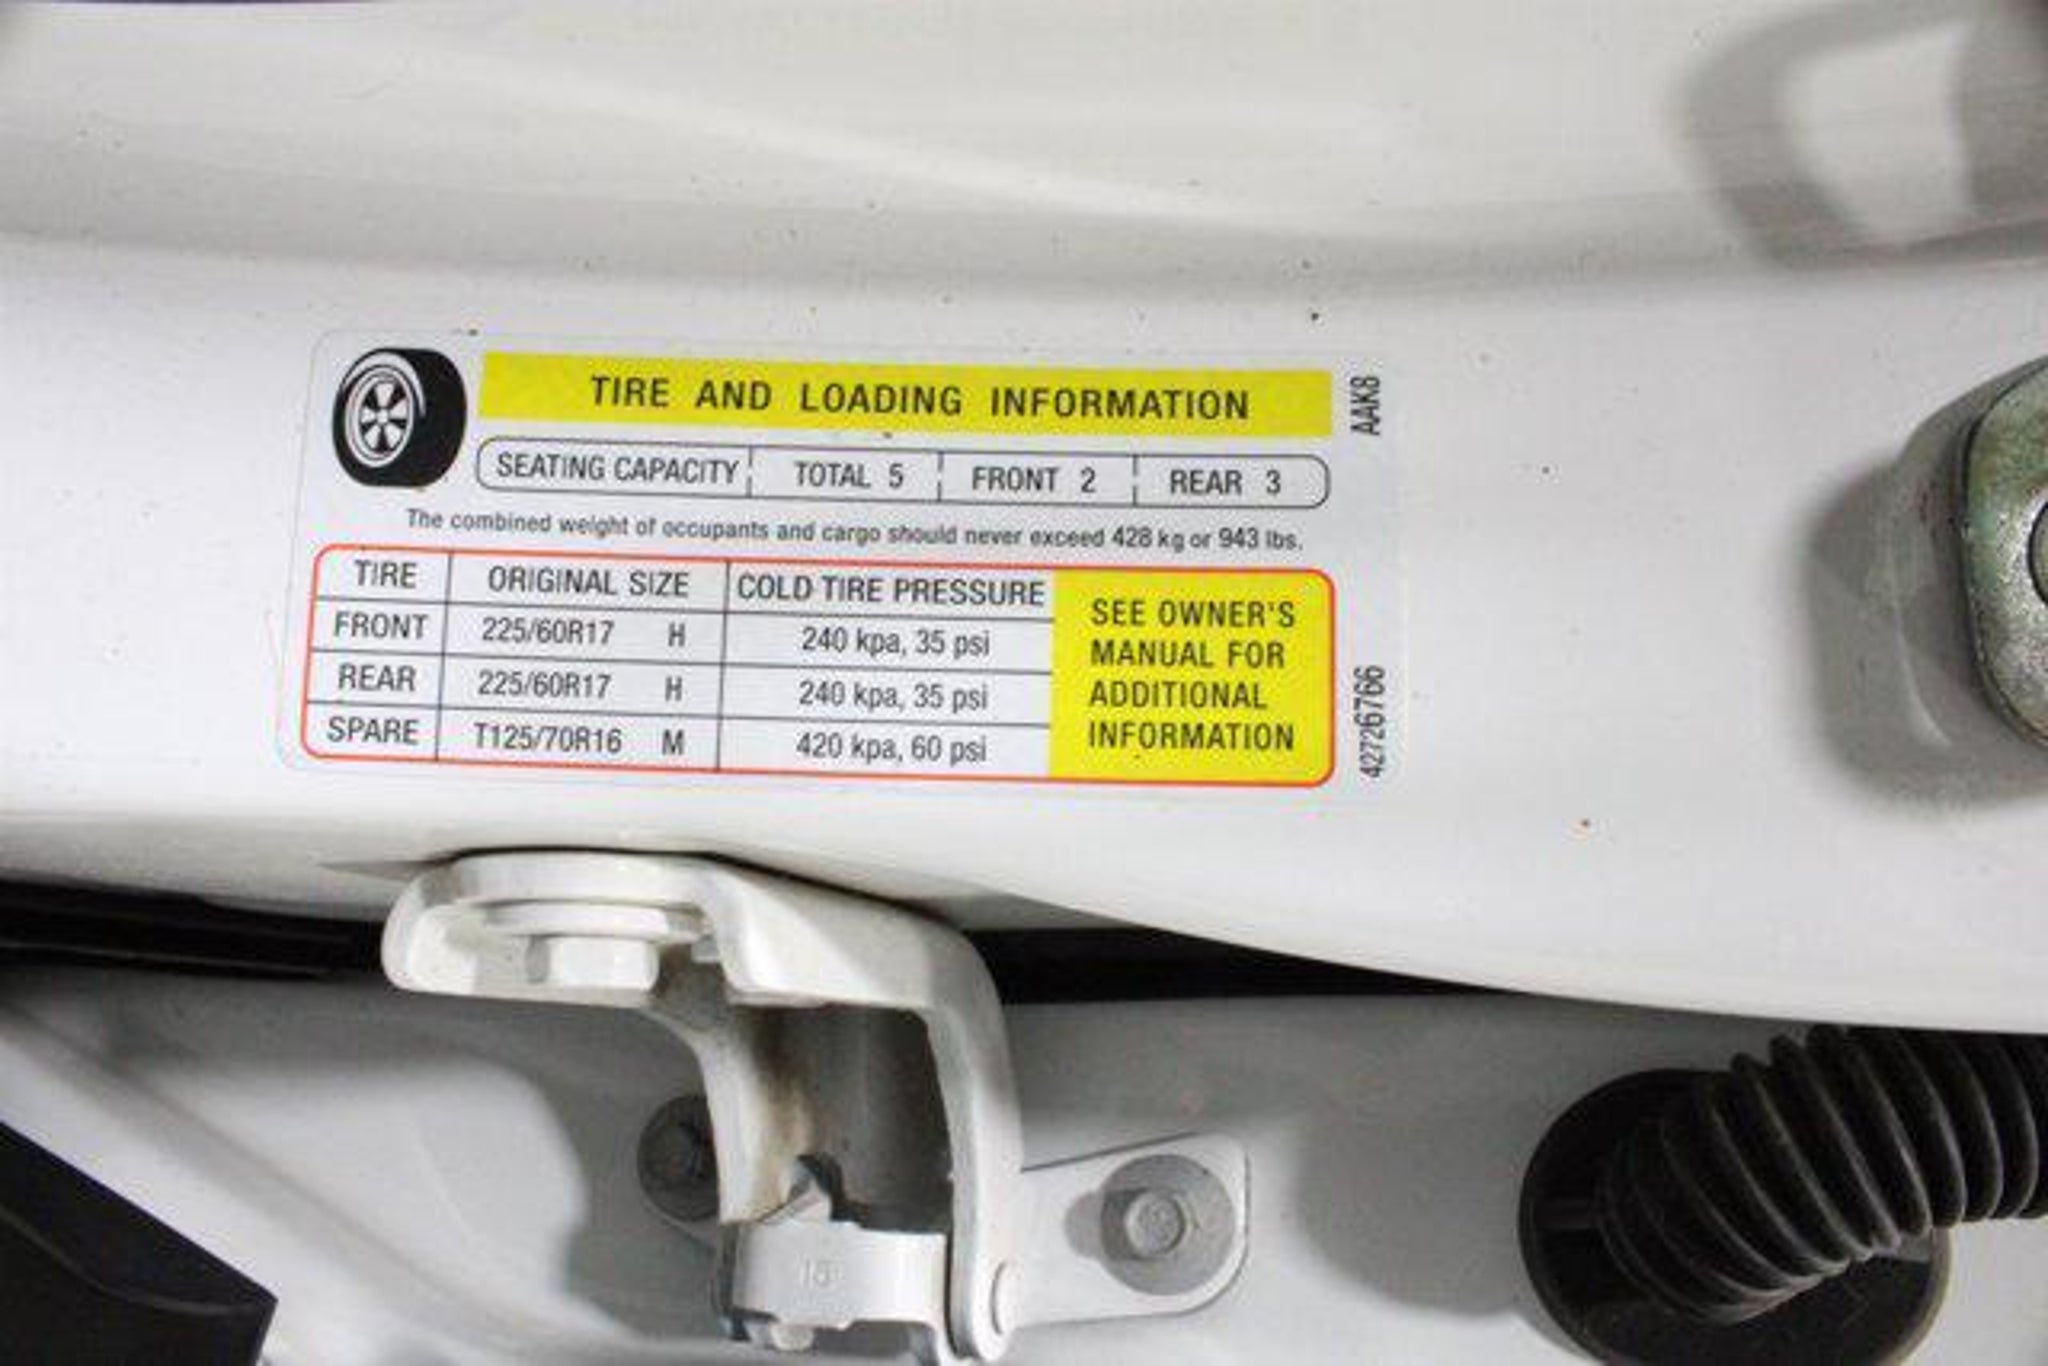 TIRE AND LOADING INFORMATION
SEATING CAPACITY TOTAL 5 FRONT 2 REAR 3
The combined weight of occupants and cargo should never exceed 428 kg or 943 lbs.
TIRE ORIGINAL SIZE COLD TIRE PRESSURE
FRONT 225/60R17 H 240 kpa, 35 psi
REAR 225/60R17 H 240 kpa, 35 psi
SPARE T125/70R16 M 420 kpa, 60 psi
SEE OWNER'S
MANUAL FOR
ADDITIONAL
INFORMATION
AAK8
42726766
15